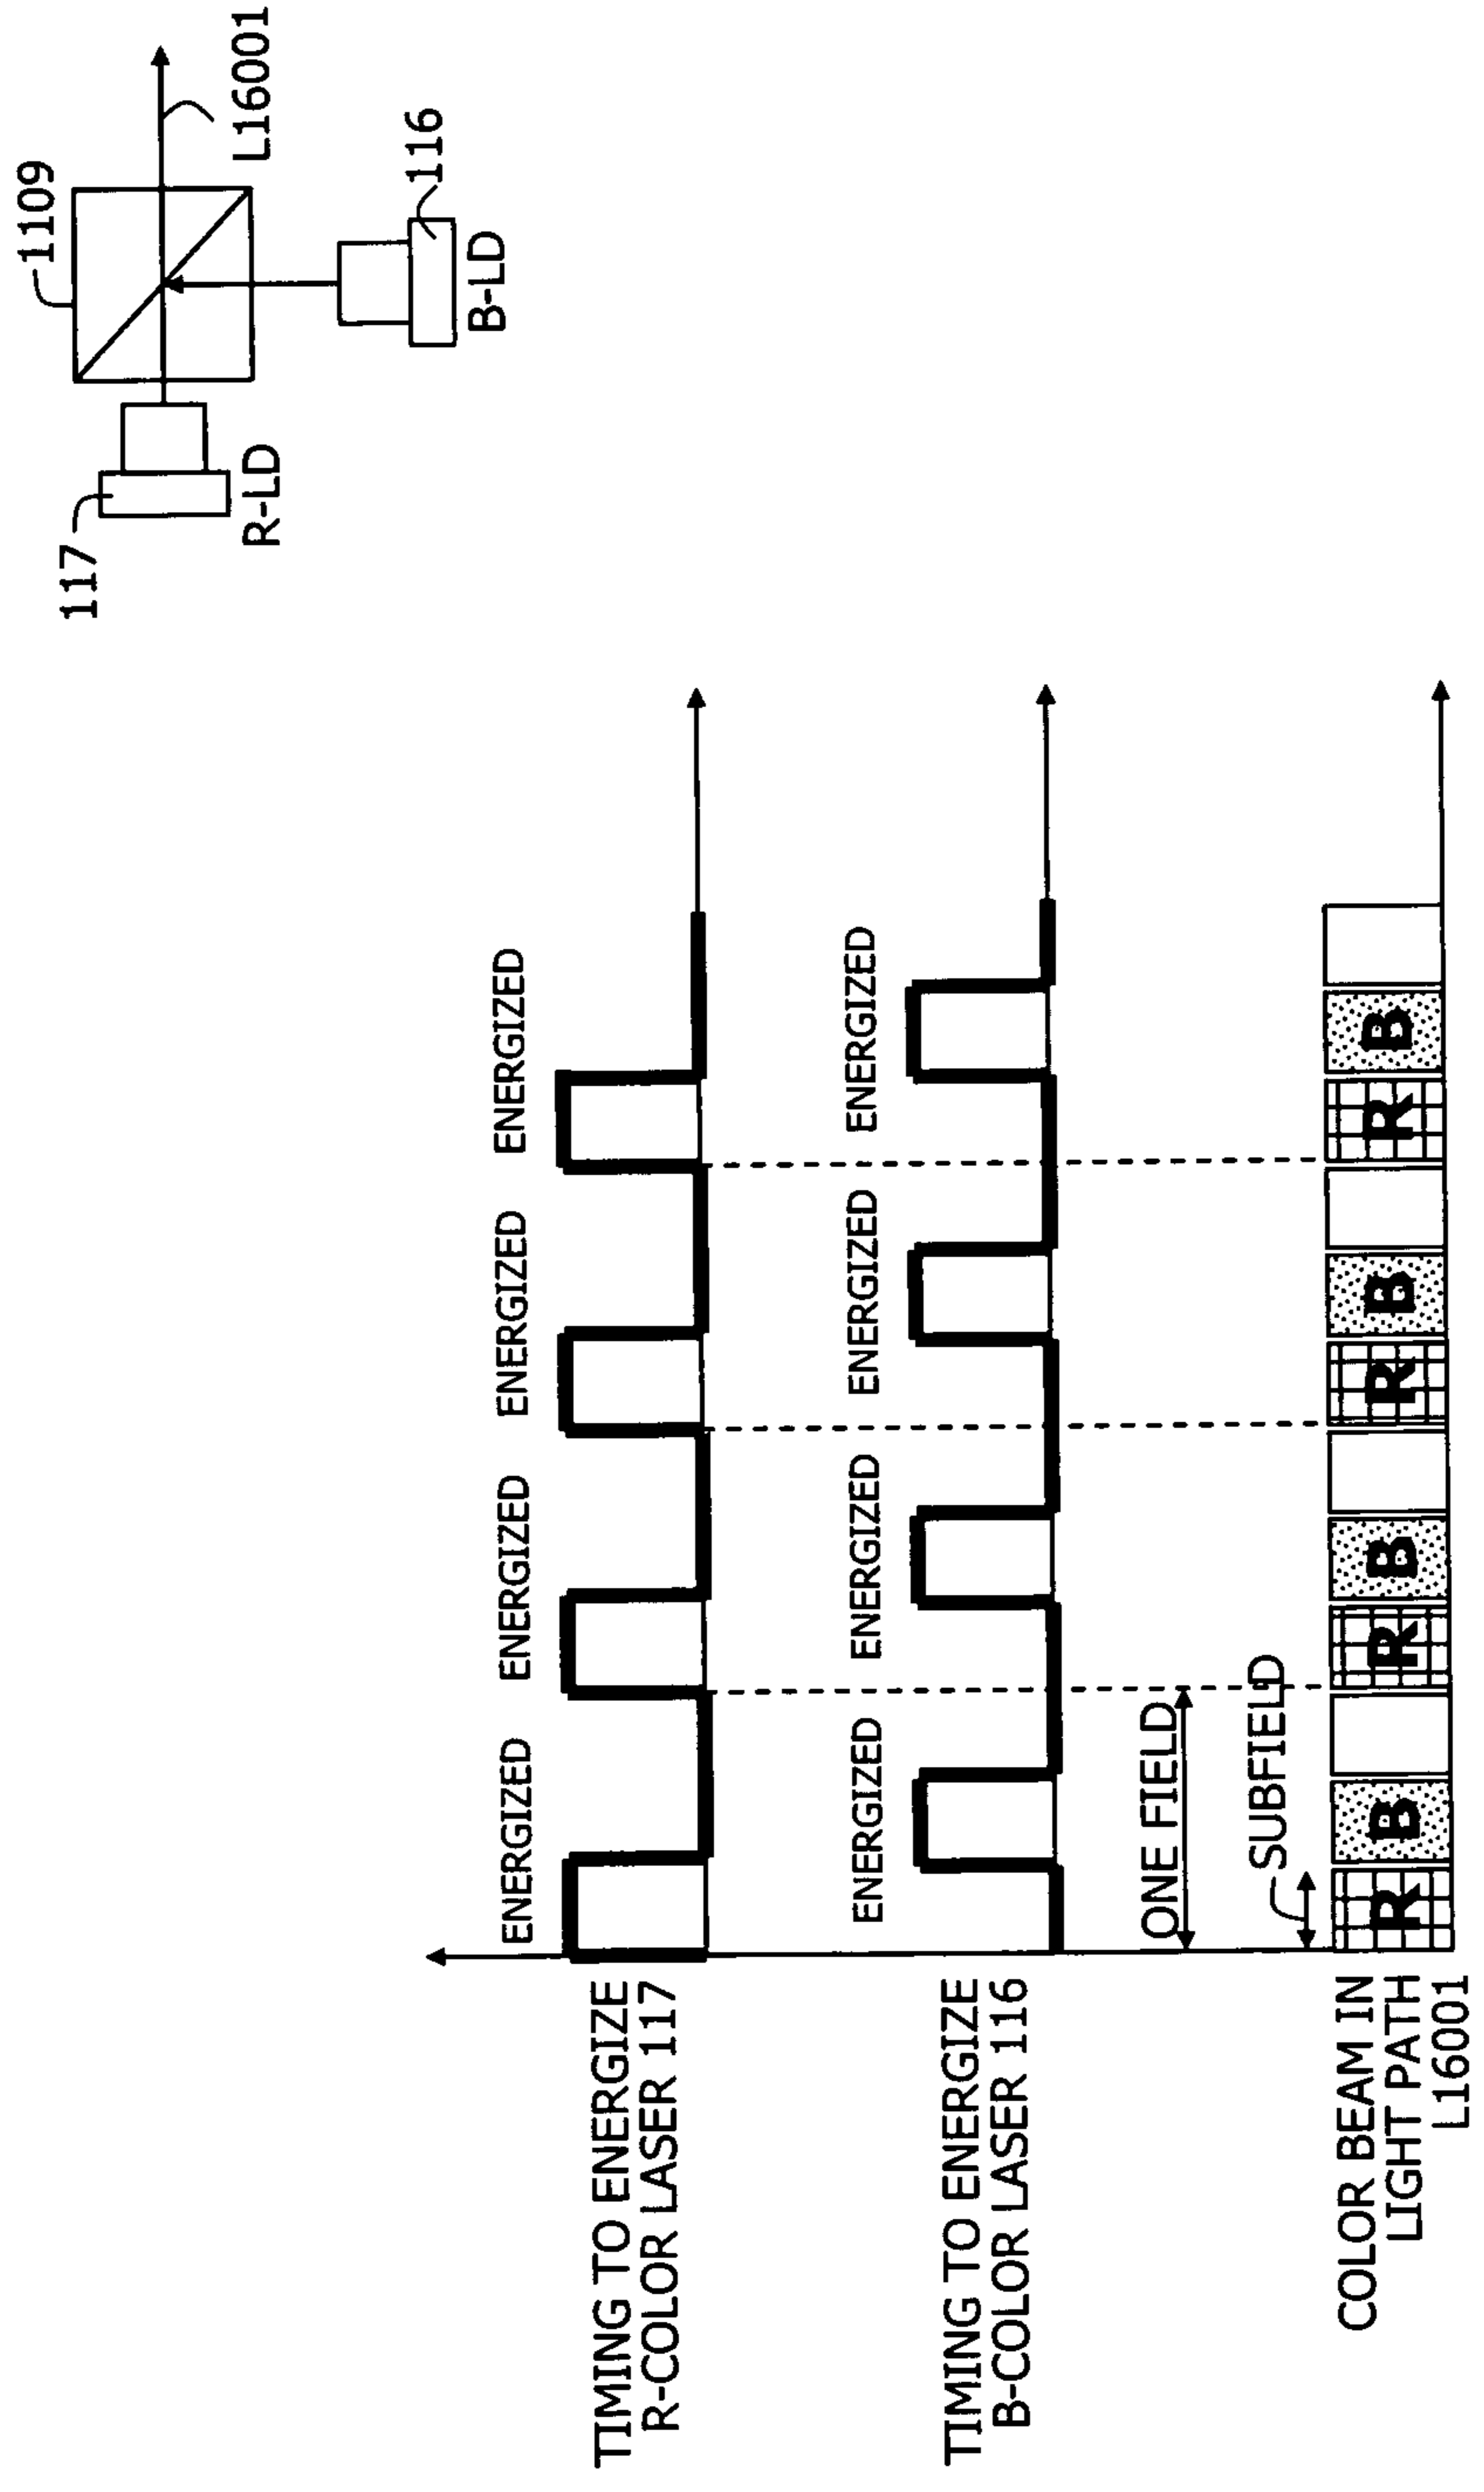 1109
L16001
117
R-LD
116
B-LD
TIMING TO ENERGIZE
R-COLOR LASER 117
ENERGIZED
ENERGIZED
ENERGIZED
ENERGIZED
TIMING TO ENERGIZE
B-COLOR LASER 116
ENERGIZED
ENERGIZED
ENERGIZED
ENERGIZED
ONE FIELD
SUBFIELD
COLOR BEAM IN
LIGHT PATH
L16001
R B R B R B R B